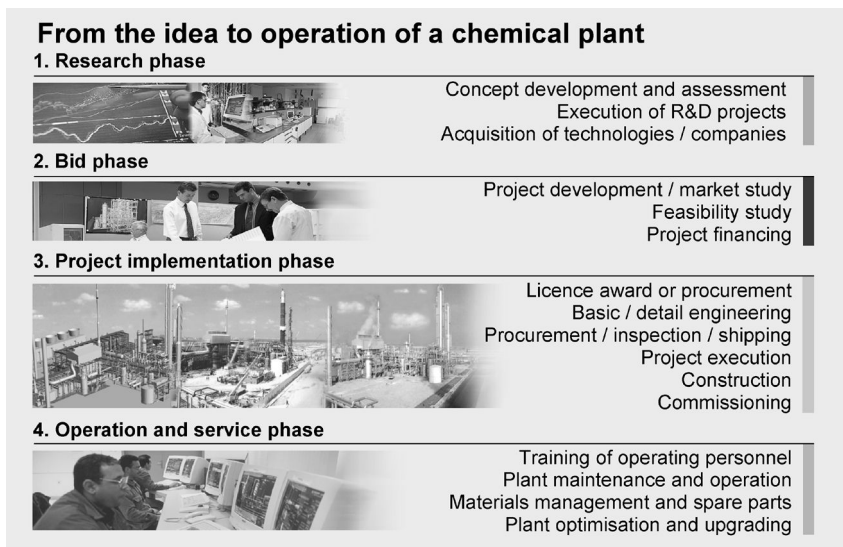 From the idea to operation of a chemical plant
1. Research phase
Concept development and assessment
Execution of R&D projects
Acquisition of technologies / companies
2. Bid phase
Project development / market study
Feasibility study
Project financing
3. Project implementation phase
Licence award or procurement
Basic / detail engineering
Procurement / inspection / shipping
Project execution
Construction
Commissioning
4. Operation and service phase
Training of operating personnel
Plant maintenance and operation
Materials management and spare parts
Plant optimisation and upgrading